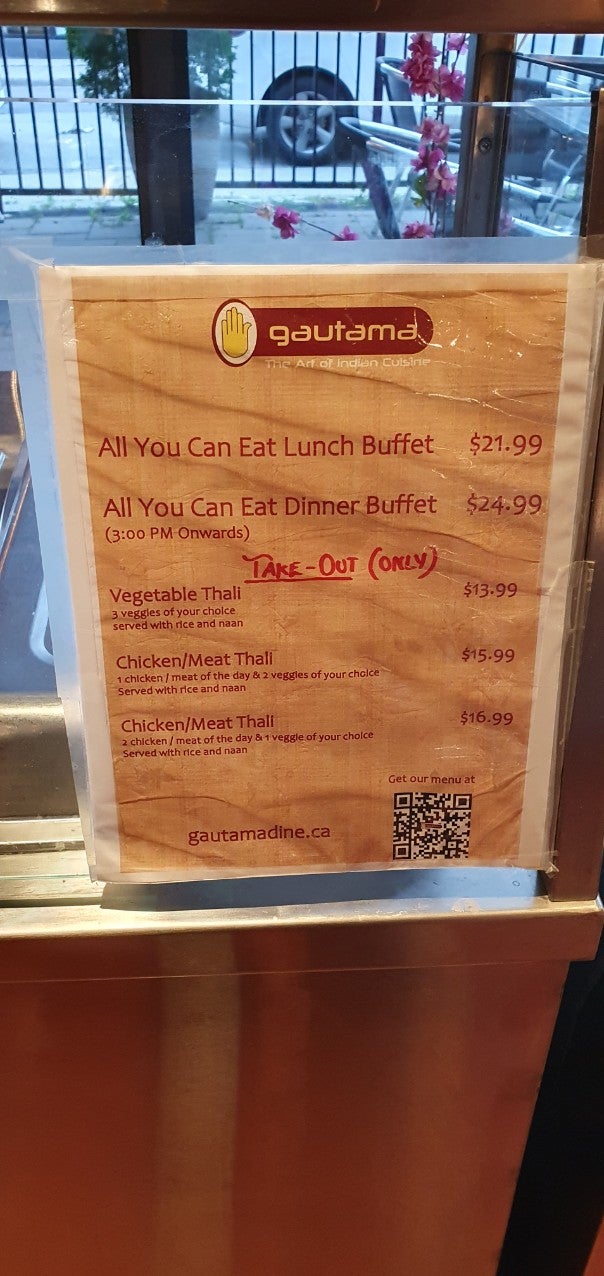 gautama
The Art of Indian Cuisine
All You Can Eat Lunch Buffet $21.99
All You Can Eat Dinner Buffet $24.99
(3:00 PM Onwards)
TAKE-OUT (ONLY)
Vegetable Thali $13.99
3 veggies of your choice
served with rice and naan
Chicken/Meat Thali $15.99
1 chicken / meat of the day & 2 veggies of your choice
Served with rice and naan
Chicken/Meat Thali $16.99
2 chicken / meat of the day & 1 veggie of your choice
Served with rice and naan
Get our menu at
gautamadine.ca